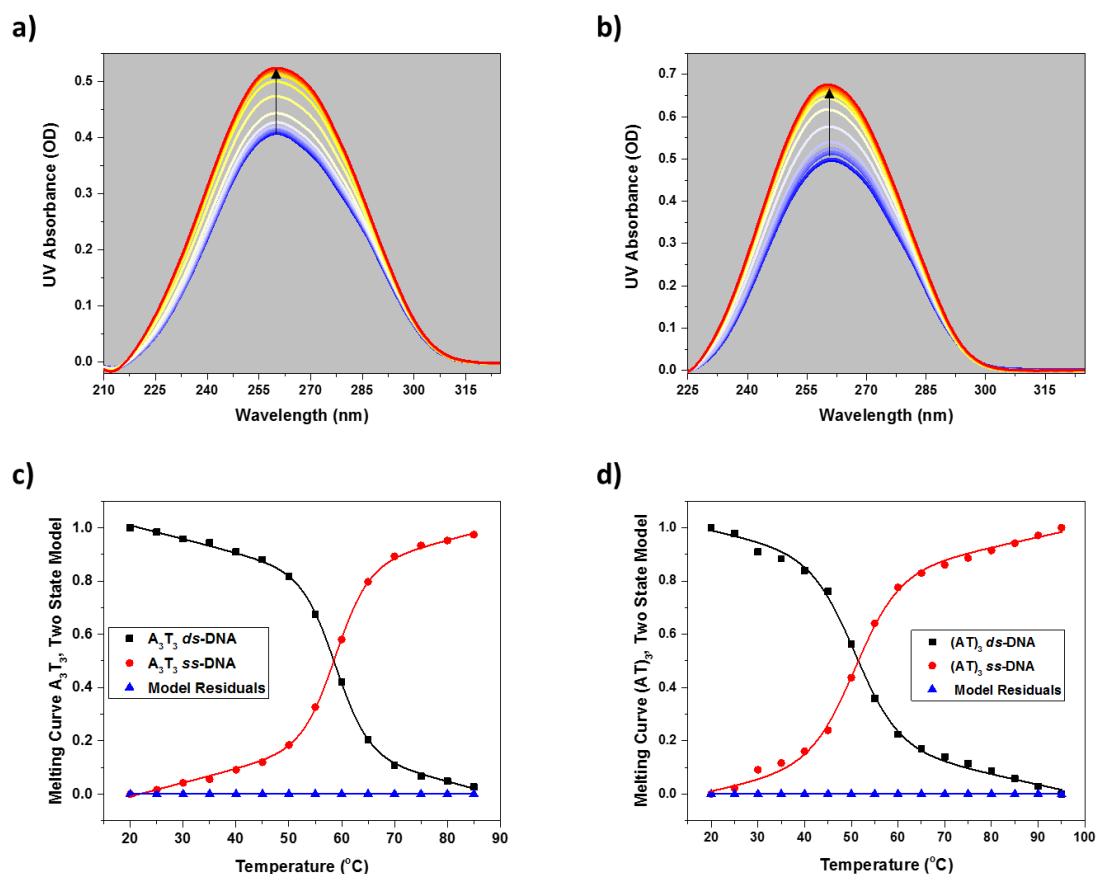 a)
UV Absorbance (OD)
0.5
0.4
0.3
0.2
0.1
0.0
210 225 240 255 270 285 300 315
Wavelength (nm)
b)
UV Absorbance (OD)
0.7
0.6
0.5
0.4
0.3
0.2
0.1
0.0
225 240 255 270 285 300 315
Wavelength (nm)
c)
Melting Curve A₃T₃, Two State Model
1.0
0.8
0.6
0.4
0.2
0.0
A₃T₃ ds-DNA
A₃T₃ ss-DNA
Model Residuals
20 30 40 50 60 70 80 90
Temperature (°C)
d)
Melting Curve (AT)₃, Two State Model
1.0
0.8
0.6
0.4
0.2
0.0
(AT)₃ ds-DNA
(AT)₃ ss-DNA
Model Residuals
20 30 40 50 60 70 80 90 100
Temperature (°C)